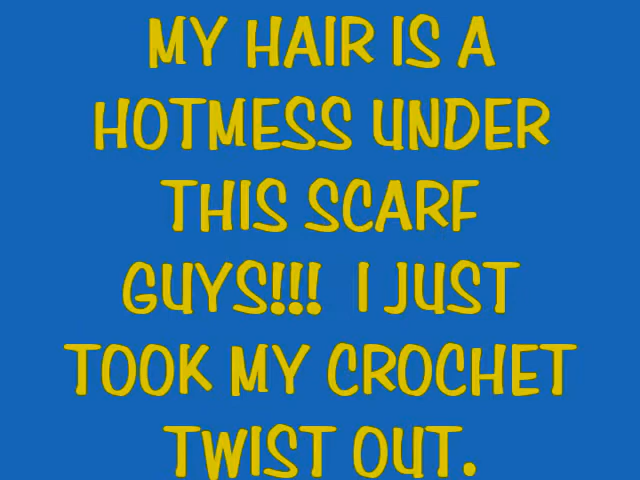 MY HAIR IS A
HOTMESS UNDER
THIS SCARF
GUYS!!! I JUST
TOOK MY CROCHET
TWIST OUT.